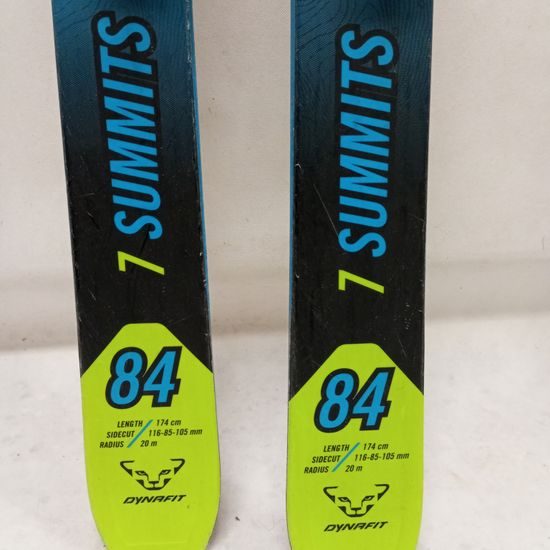 7 SUMMITS
84
LENGTH / 174 cm
SIDECUT / 116-85-105 mm
RADIUS / 20 m
DYNAFIT
7 SUMMITS
84
LENGTH / 174 cm
SIDECUT / 116-85-105 mm
RADIUS / 20 m
DYNAFIT